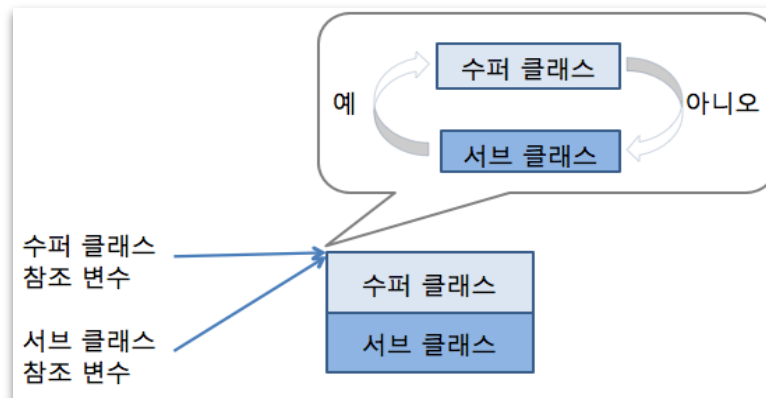 수퍼 클래스
예
아니오
서브 클래스
수퍼 클래스
참조 변수
수퍼 클래스
서브 클래스
서브 클래스
참조 변수